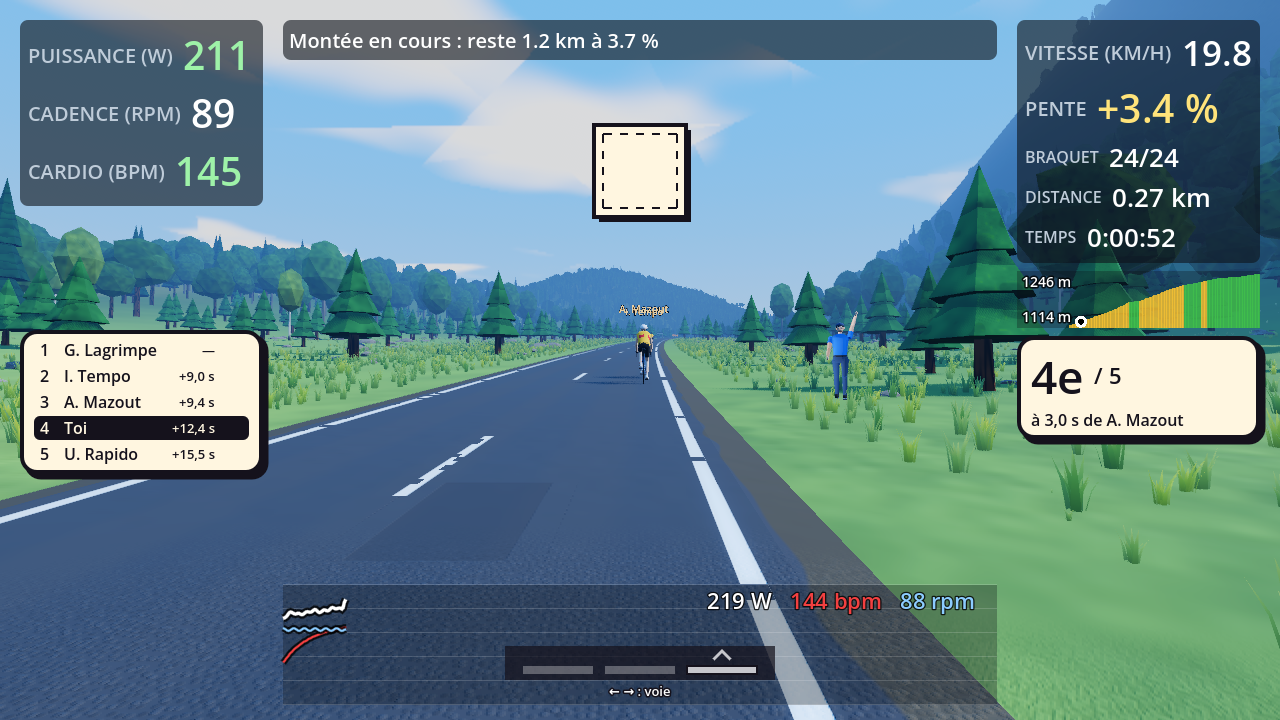 PUISSANCE (W) 211
CADENCE (RPM) 89
CARDIO (BPM) 145
Montée en cours : reste 1.2 km à 3.7 %
VITESSE (KM/H) 19.8
PENTE +3.4 %
BRAQUET 24/24
DISTANCE 0.27 km
TEMPS 0:00:52
1246 m
1114 m
A. Mazout
1 G. Lagrimpe —
2 I. Tempo +9,0 s
3 A. Mazout +9,4 s
4 Toi +12,4 s
5 U. Rapido +15,5 s
4e / 5
à 3,0 s de A. Mazout
219 W 144 bpm 88 rpm
← → : voie